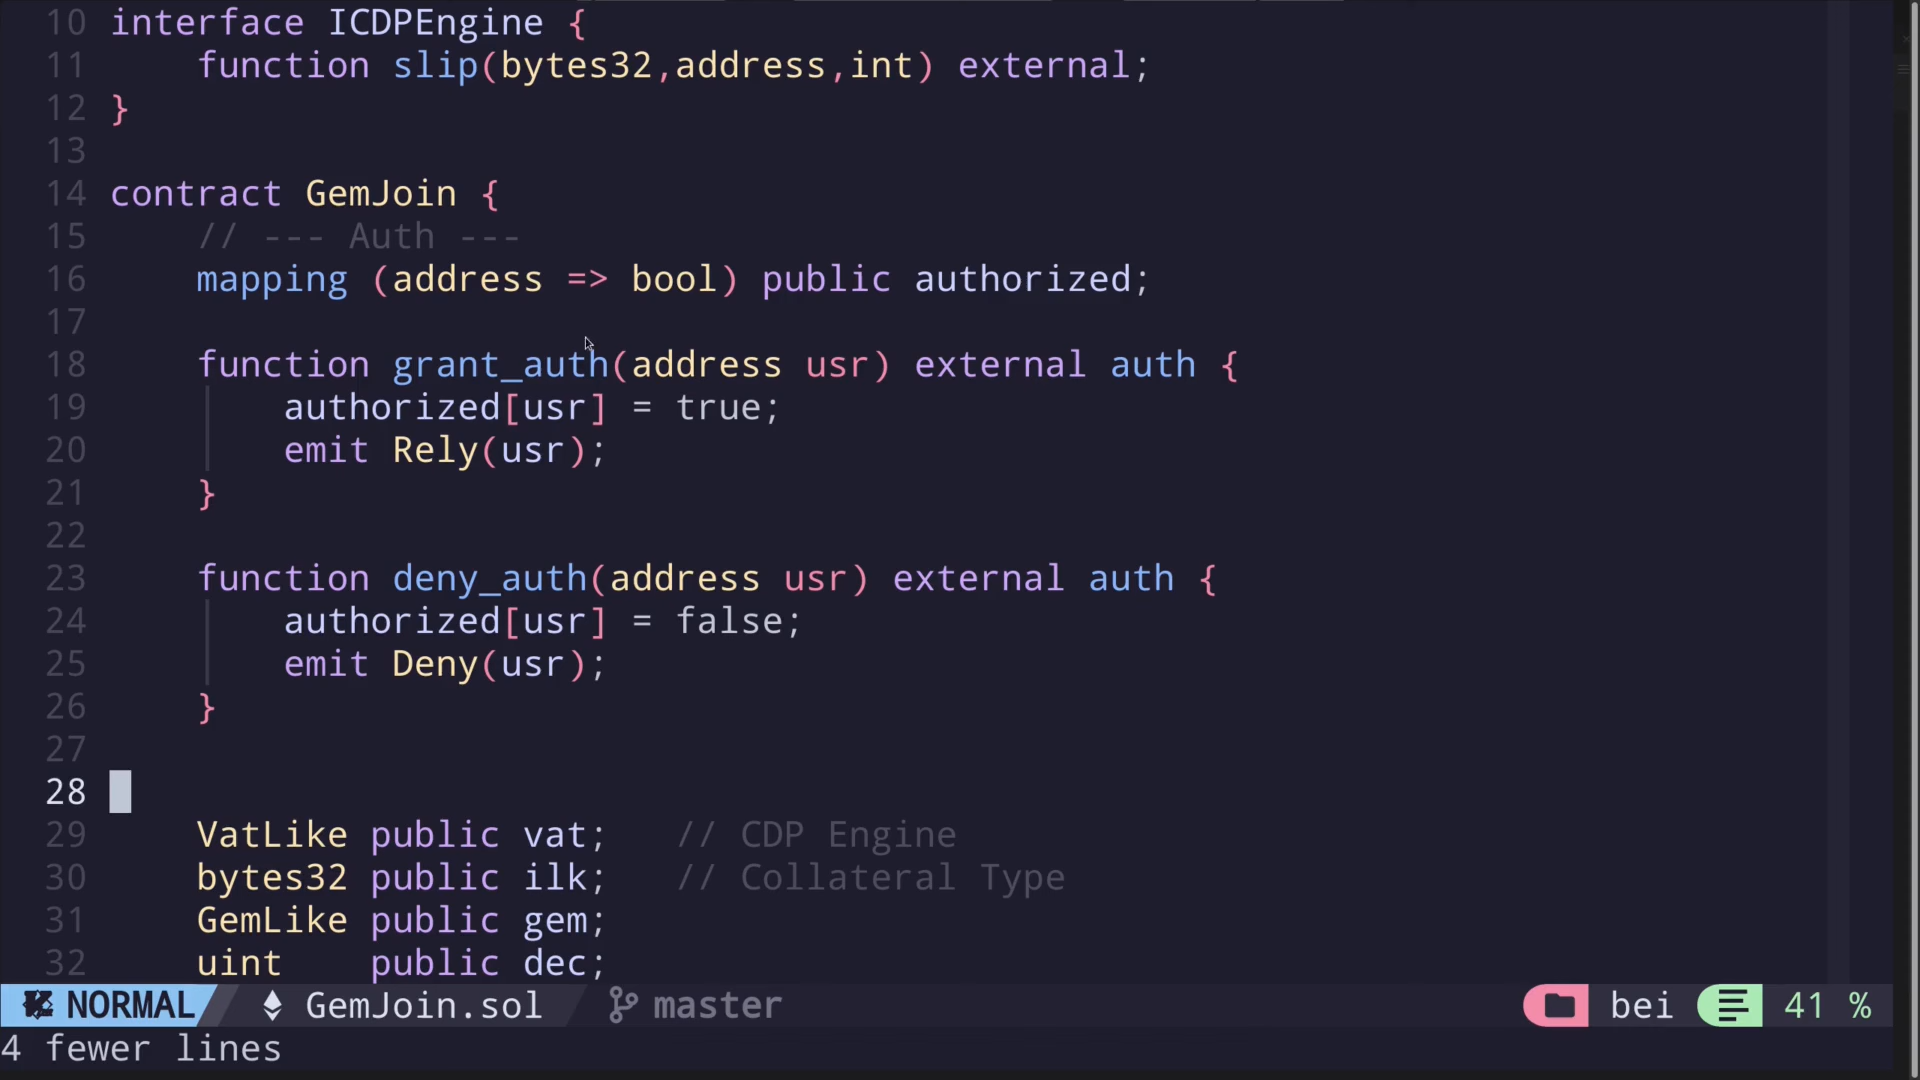 10 interface ICDPEngine {
11     function slip(bytes32,address,int) external;
12 }
13
14 contract GemJoin {
15     // --- Auth ---
16     mapping (address => bool) public authorized;
17
18     function grant_auth(address usr) external auth {
19         authorized[usr] = true;
20         emit Rely(usr);
21     }
22
23     function deny_auth(address usr) external auth {
24         authorized[usr] = false;
25         emit Deny(usr);
26     }
27
28
29     VatLike public vat;   // CDP Engine
30     bytes32 public ilk;   // Collateral Type
31     GemLike public gem;
32     uint    public dec;
NORMAL GemJoin.sol master bei 41 %
4 fewer lines